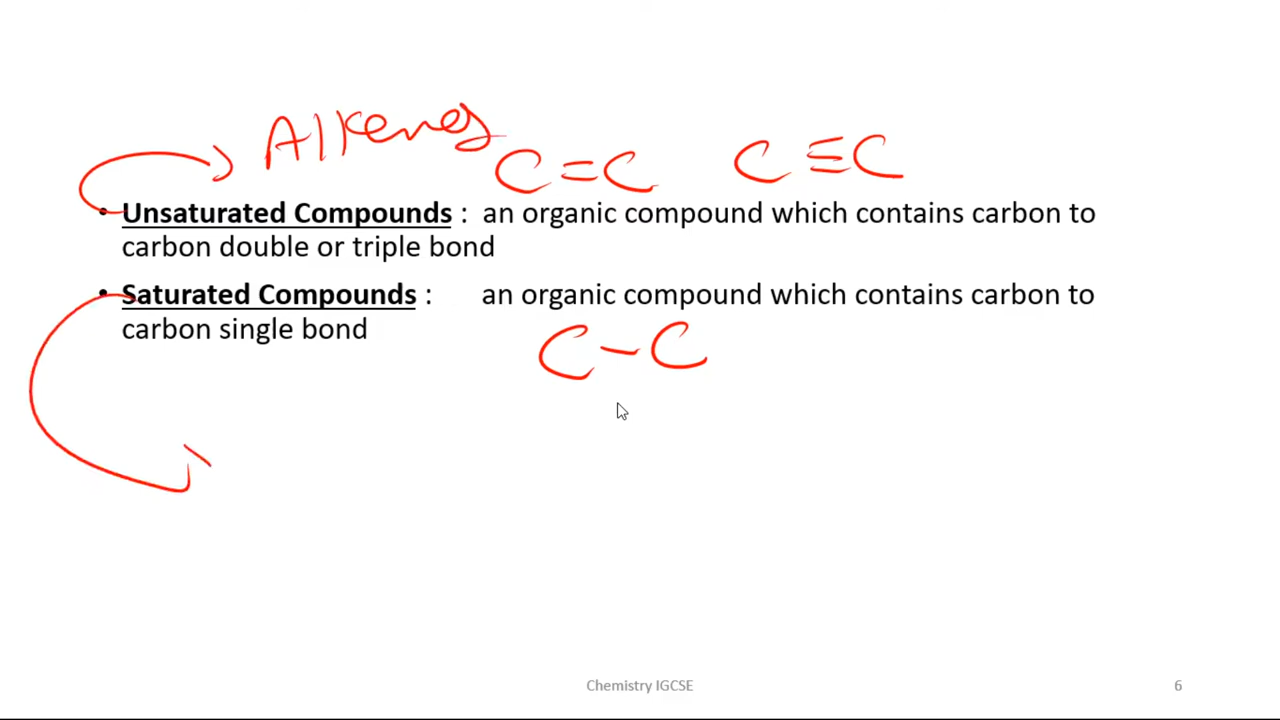 Alkenes
C=C C≡C
• Unsaturated Compounds : an organic compound which contains carbon to
carbon double or triple bond
• Saturated Compounds : an organic compound which contains carbon to
carbon single bond
C-C
Chemistry IGCSE 6